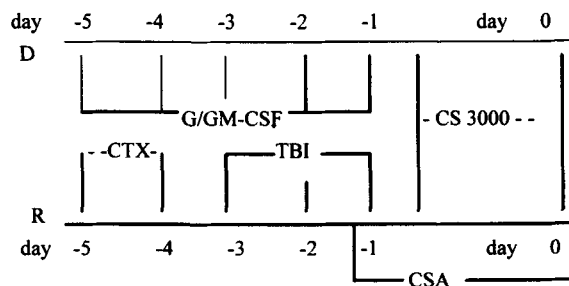 day -5 -4 -3 -2 -1 day 0
D
G/GM-CSF - CS 3000 - -
- -CTX- TBI
R
day -5 -4 -3 -2 -1 day 0
CSA